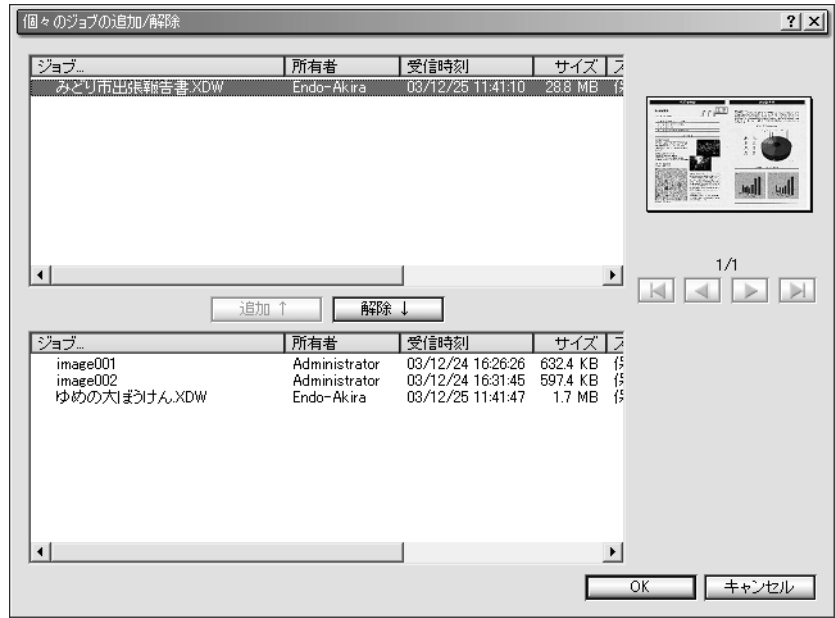 個々のジョブの追加/解除
ジョブ... 所有者 受信時刻 サイズ
みどり市出張報告書.XDW Endo-Akira 03/12/25 11:41:10 28.8 MB
1/1
追加 ↑ 解除 ↓
ジョブ... 所有者 受信時刻 サイズ
image001 Administrator 03/12/24 16:26:26 632.4 KB
image002 Administrator 03/12/24 16:31:45 597.4 KB
ゆめの大ぼうけん.XDW Endo-Akira 03/12/25 11:41:47 1.7 MB
OK キャンセル